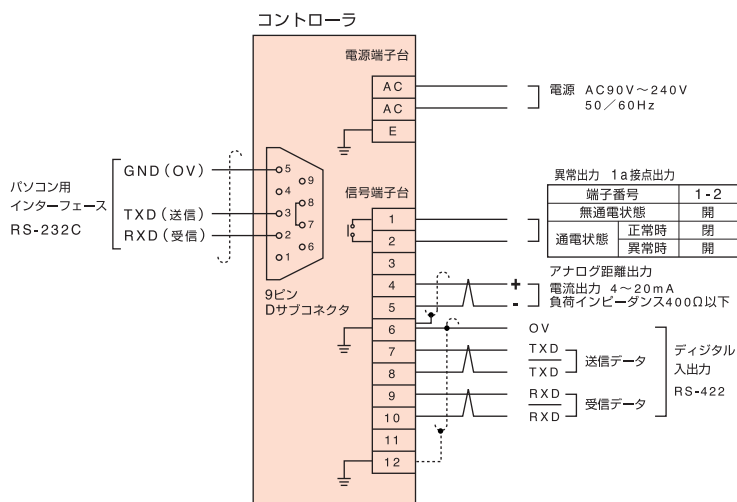 コントローラ
電源端子台
AC
AC
E
電源 AC90V〜240V
50／60Hz
パソコン用
インターフェース
RS-232C
GND（OV）
TXD（送信）
RXD（受信）
5
9
4
8
3
7
2
6
1
9ピン
Dサブコネクタ
信号端子台
1
2
3
4
5
6
7
8
9
10
11
12
異常出力 1a接点出力
端子番号 1-2
無通電状態 開
通電状態 正常時 閉
異常時 開
アナログ距離出力
+ 電流出力 4〜20mA
- 負荷インピーダンス400Ω以下
OV
TXD
TXD
送信データ
RXD
RXD
受信データ
ディジタル
入出力
RS-422